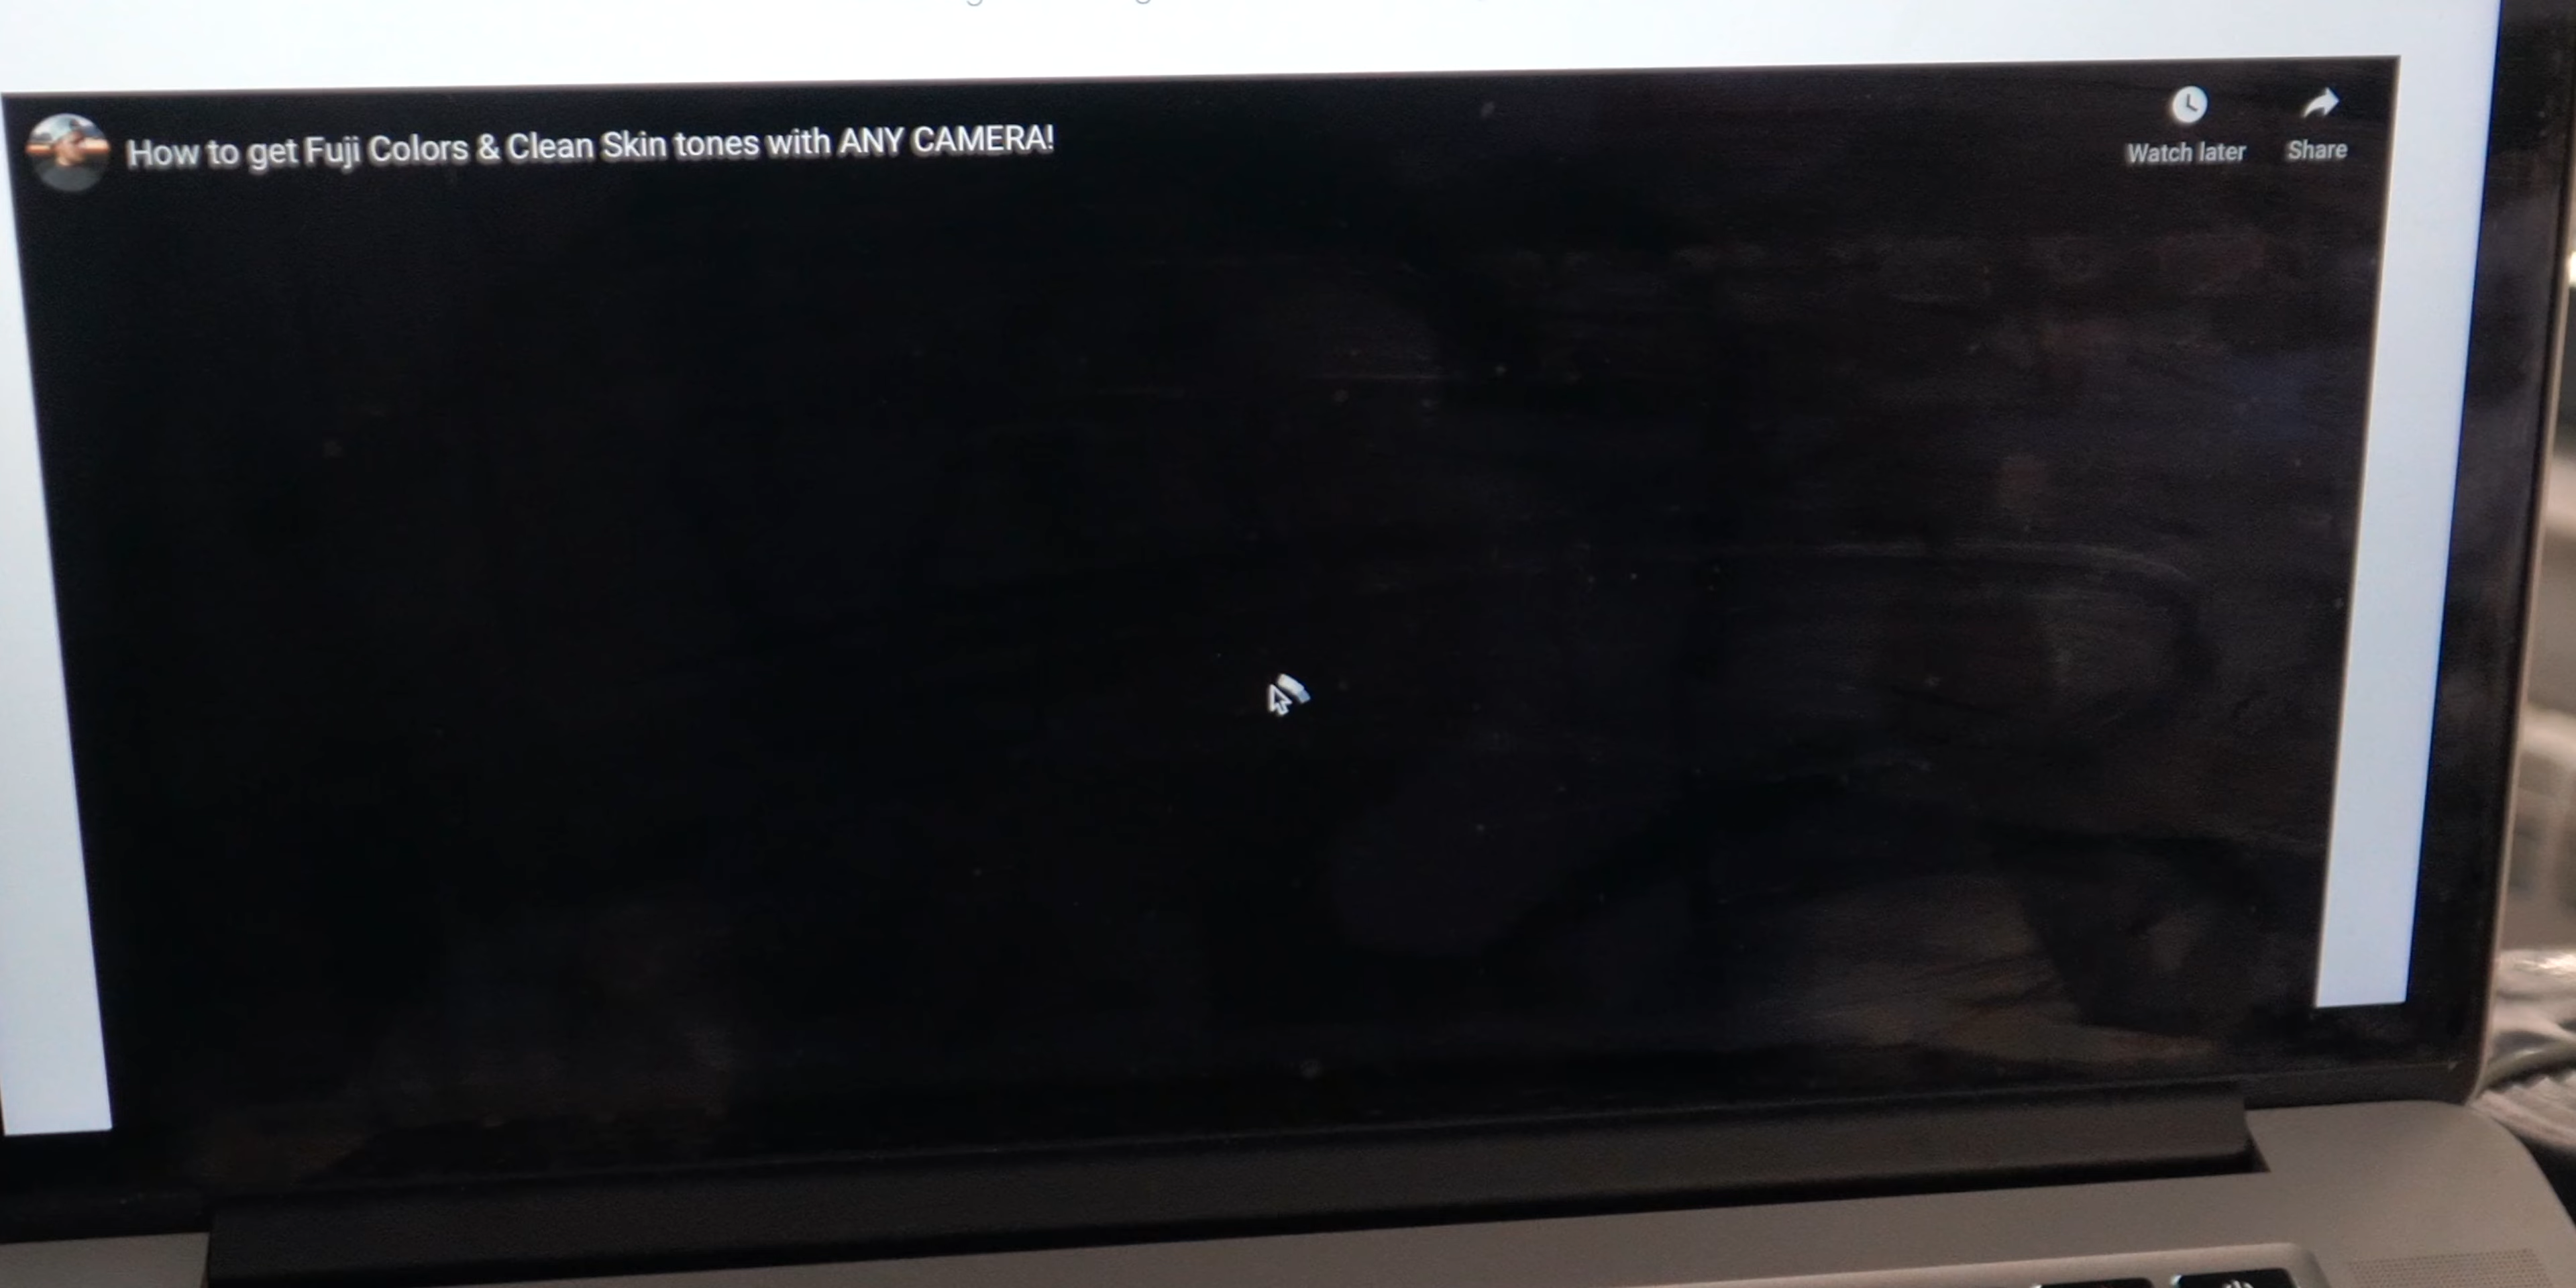 How to get Fuji Colors & Clean Skin tones with ANY CAMERA!
Watch later
Share